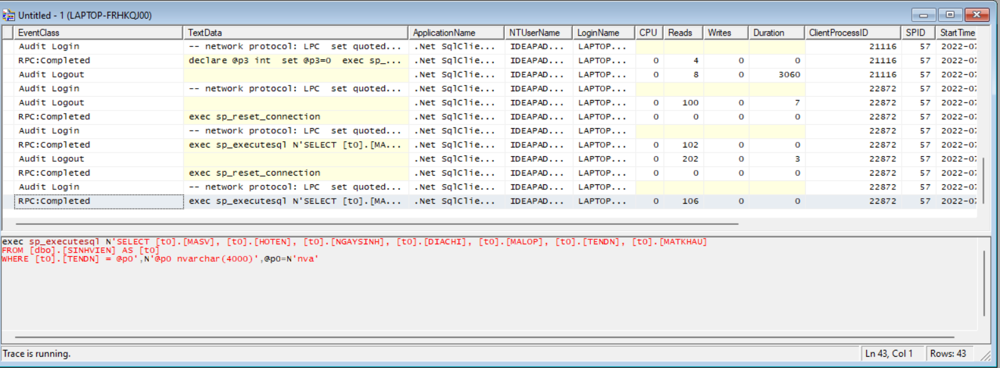 Untitled - 1 (LAPTOP-FRHKQJ00)
EventClass TextData ApplicationName NTUserName LoginName CPU Reads Writes Duration ClientProcessID SPID StartTime
Audit Login -- network protocol: LPC set quoted... .Net SqlClie... IDEAPAD... LAPTOP... 21116 57 2022-07
RPC:Completed declare @p3 int set @p3=0 exec sp_... .Net SqlClie... IDEAPAD... LAPTOP... 0 4 0 0 21116 57 2022-07
Audit Logout .Net SqlClie... IDEAPAD... LAPTOP... 0 8 0 3060 21116 57 2022-07
Audit Login -- network protocol: LPC set quoted... .Net SqlClie... IDEAPAD... LAPTOP... 22872 57 2022-07
Audit Logout .Net SqlClie... IDEAPAD... LAPTOP... 0 100 0 7 22872 57 2022-07
RPC:Completed exec sp_reset_connection .Net SqlClie... IDEAPAD... LAPTOP... 0 0 0 0 22872 57 2022-07
Audit Login -- network protocol: LPC set quoted... .Net SqlClie... IDEAPAD... LAPTOP... 22872 57 2022-07
RPC:Completed exec sp_executesql N'SELECT [t0].[MA... .Net SqlClie... IDEAPAD... LAPTOP... 0 102 0 0 22872 57 2022-07
Audit Logout .Net SqlClie... IDEAPAD... LAPTOP... 0 202 0 3 22872 57 2022-07
RPC:Completed exec sp_reset_connection .Net SqlClie... IDEAPAD... LAPTOP... 0 0 0 0 22872 57 2022-07
Audit Login -- network protocol: LPC set quoted... .Net SqlClie... IDEAPAD... LAPTOP... 22872 57 2022-07
RPC:Completed exec sp_executesql N'SELECT [t0].[MA... .Net SqlClie... IDEAPAD... LAPTOP... 0 106 0 0 22872 57 2022-07
exec sp_executesql N'SELECT [t0].[MASV], [t0].[HOTEN], [t0].[NGAYSINH], [t0].[DIACHI], [t0].[MALOP], [t0].[TENDN], [t0].[MATKHAU]
FROM [dbo].[SINHVIEN] AS [t0]
WHERE [t0].[TENDN] = @p0',N'@p0 nvarchar(4000)',@p0=N'nva'
Trace is running. Ln 43, Col 1 Rows: 43